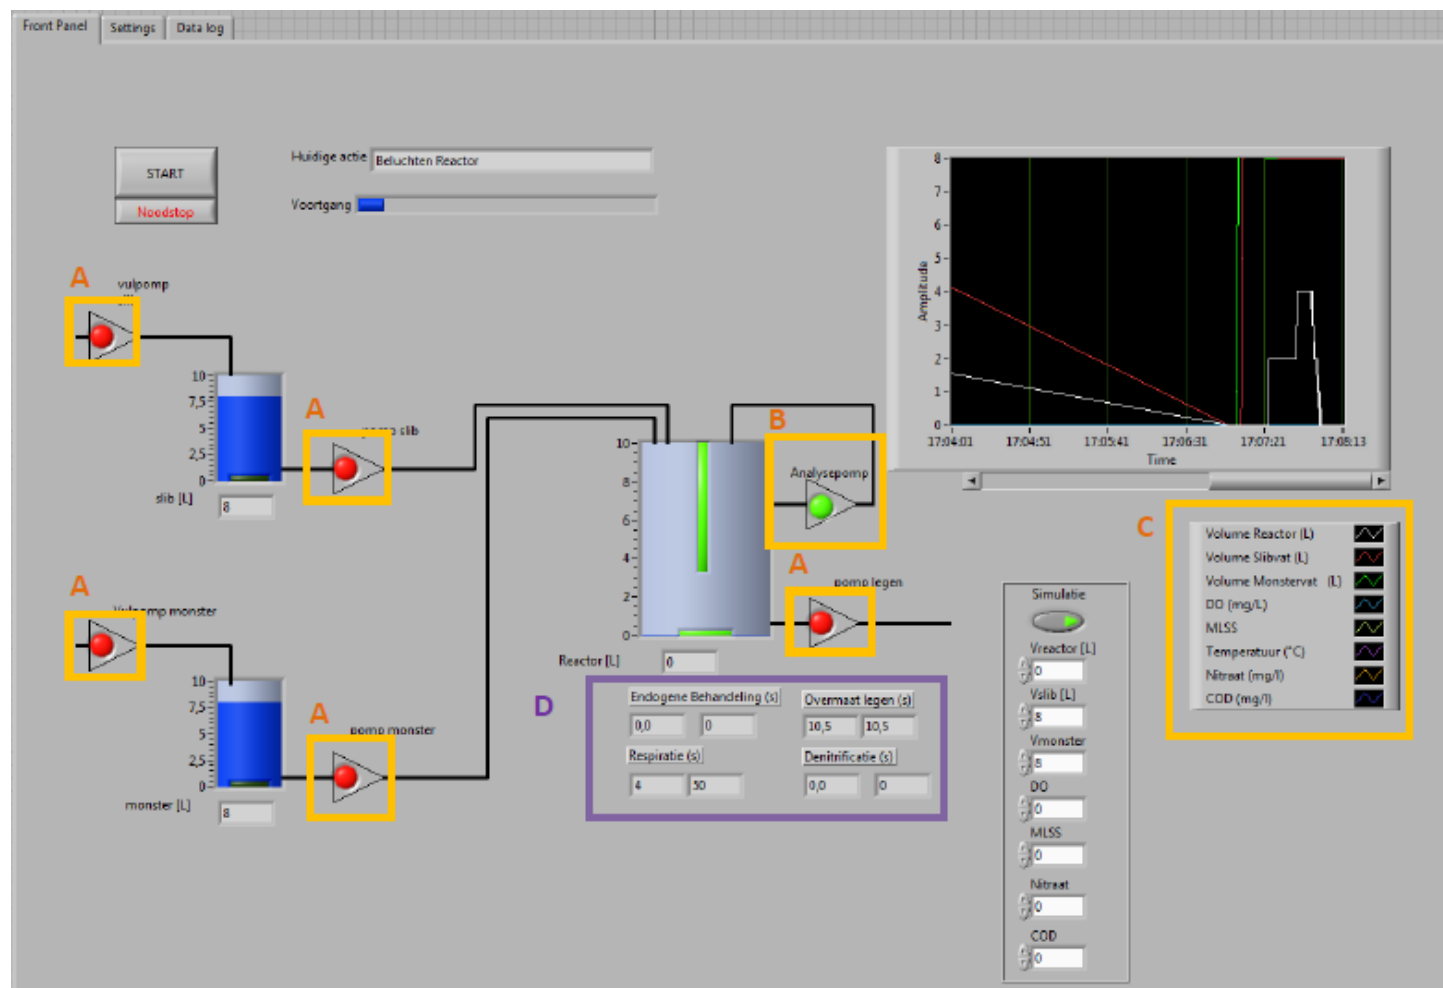 Front Panel
Settings
Data log
START
Noodstop
Huidige actie
Beluchten Reactor
Voortgang
A
vulpomp
10
7,5
5
2,5
0
slib [L]
8
A
slib
A
Vulpomp monster
10
7,5
5
2,5
0
monster [L]
8
A
pomp monster
B
Analysepomp
A
pomp legen
10
8
6
4
2
0
Reactor [L]
0
D
Endogene Behandeling (s)
0,0
0
Overmaat legen (s)
10,5
10,5
Respiratie (s)
4
50
Denitrificatie (s)
0,0
0
8
7
6
5
4
3
2
1
0
Amplitude
17:04:01
17:04:51
17:05:41
17:06:31
17:07:21
17:08:13
Time
Simulatie
Vreactor [L]
0
Vslib [L]
8
Vmonster
8
DO
0
MLSS
0
Nitraat
0
COD
0
C
Volume Reactor (L)
Volume Slibvat (L)
Volume Monstervat (L)
DO (mg/L)
MLSS
Temperatuur (°C)
Nitraat (mg/l)
COD (mg/l)